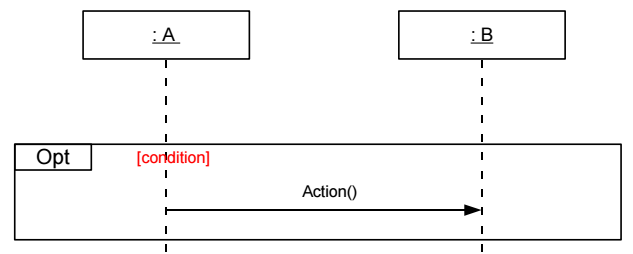 : A
: B
Opt
[condition]
Action()